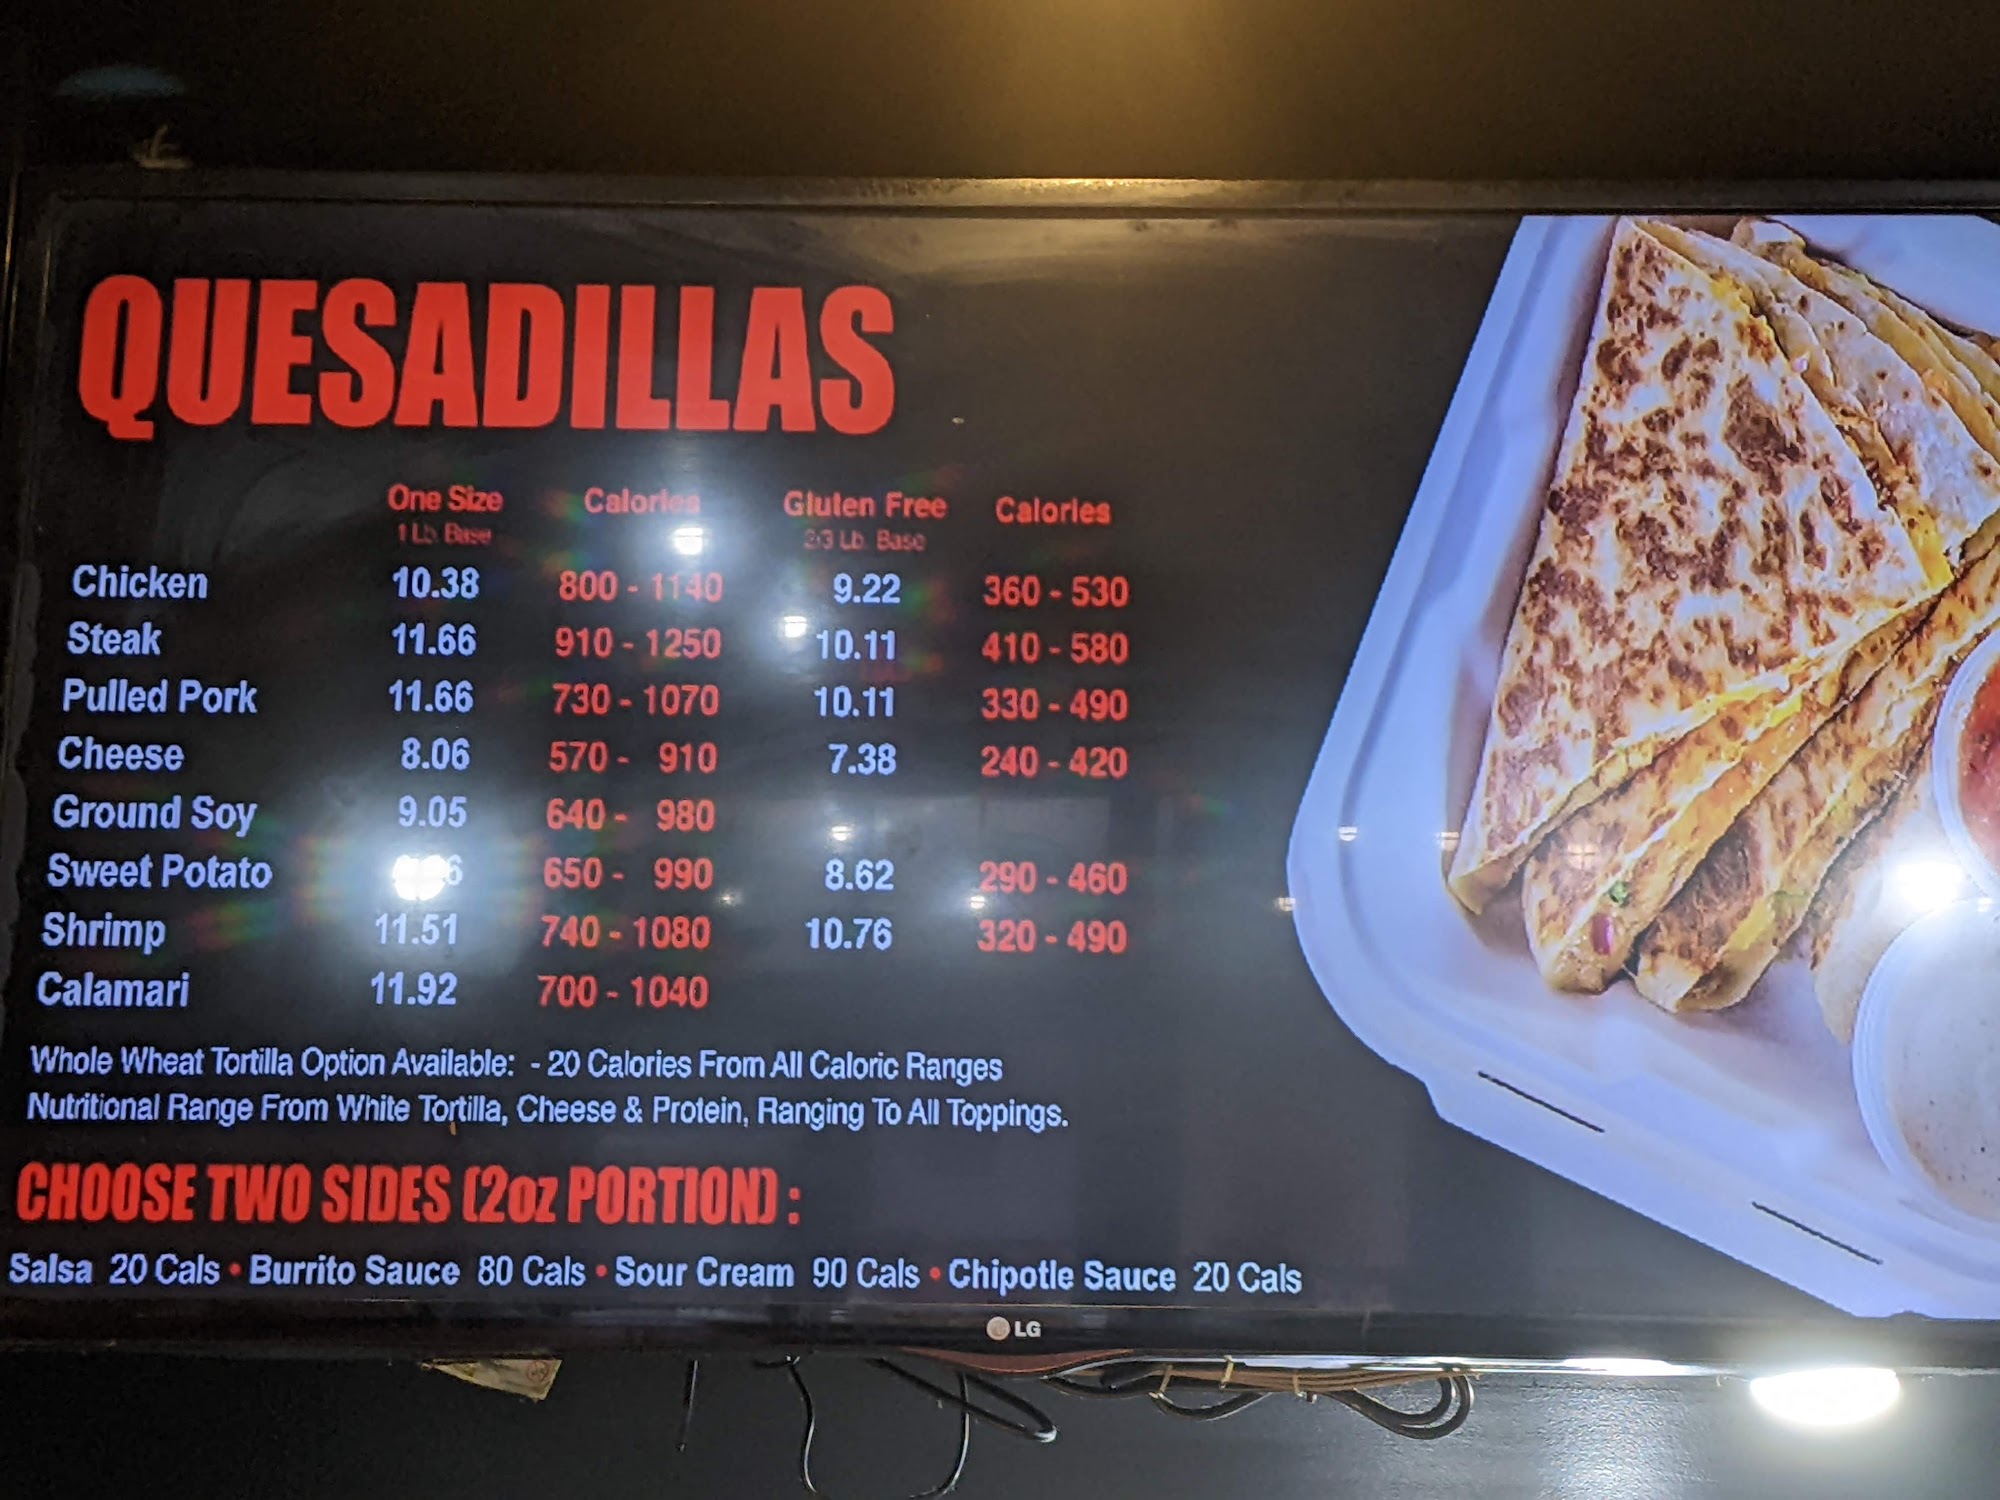 QUESADILLAS
One Size Calories Gluten Free Calories
1 Lb. Base 2/3 Lb. Base
Chicken 10.38 800 - 1140 9.22 360 - 530
Steak 11.66 910 - 1250 10.11 410 - 580
Pulled Pork 11.66 730 - 1070 10.11 330 - 490
Cheese 8.06 570 - 910 7.38 240 - 420
Ground Soy 9.05 640 - 980
Sweet Potato 650 - 990 8.62 290 - 460
Shrimp 11.51 740 - 1080 10.76 320 - 490
Calamari 11.92 700 - 1040
Whole Wheat Tortilla Option Available: - 20 Calories From All Caloric Ranges
Nutritional Range From White Tortilla, Cheese & Protein, Ranging To All Toppings.
CHOOSE TWO SIDES (2oz PORTION) :
Salsa 20 Cals • Burrito Sauce 80 Cals • Sour Cream 90 Cals • Chipotle Sauce 20 Cals
LG